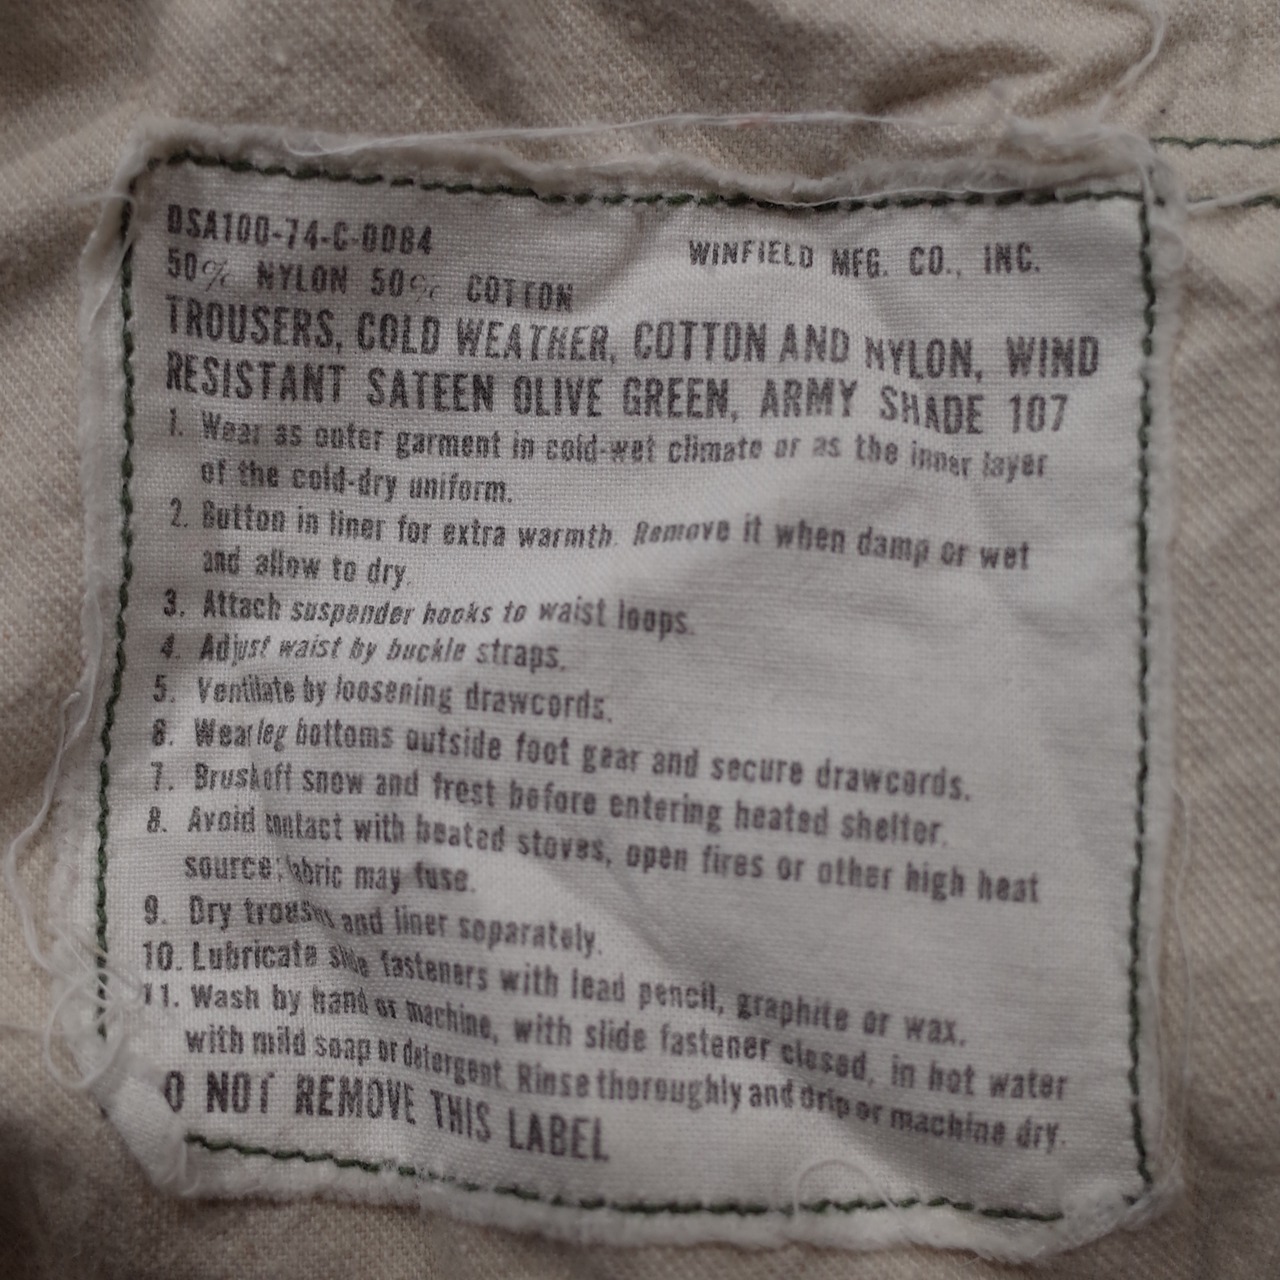 DSA100-74-C-0084 WINFIELD MFG. CO., INC.
50% NYLON 50% COTTON
TROUSERS, COLD WEATHER, COTTON AND NYLON, WIND
RESISTANT SATEEN OLIVE GREEN, ARMY SHADE 107
1. Wear as outer garment in cold-wet climate or as the inner layer
of the cold-dry uniform.
2. Button in liner for extra warmth. Remove it when damp or wet
and allow to dry.
3. Attach suspender hooks to waist loops.
4. Adjust waist by buckle straps.
5. Ventilate by loosening drawcords.
6. Wear leg bottoms outside foot gear and secure drawcords.
7. Brush off snow and frost before entering heated shelter.
8. Avoid contact with heated stoves, open fires or other high heat
source; fabric may fuse.
9. Dry trousers and liner separately.
10. Lubricate slide fasteners with lead pencil, graphite or wax.
11. Wash by hand or machine, with slide fastener closed, in hot water
with mild soap or detergent. Rinse thoroughly and drip or machine dry.
O NOT REMOVE THIS LABEL